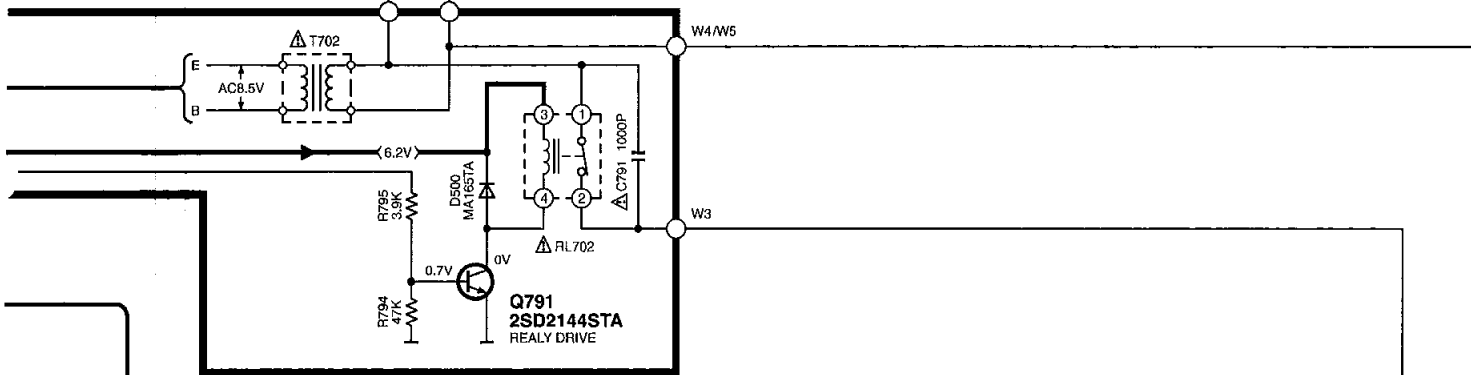 W4/W5
⚠ T702
E
AC8.5V
B
3
1
6.2V
D500
MA165TA
⚠ C791 1000P
R795
3.9K
4
2
W3
⚠ RL702
0.7V
0V
R794
47K
Q791
2SD2144STA
REALY DRIVE